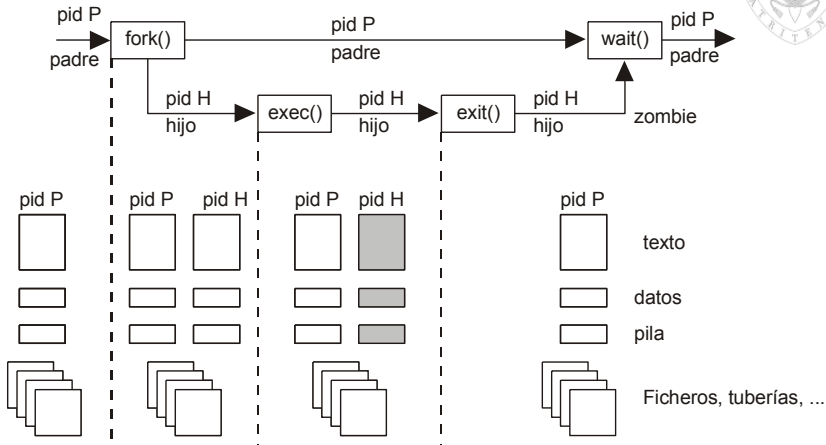 pid P
padre
fork()
pid P
padre
wait()
pid P
padre
pid H
hijo
exec()
pid H
hijo
exit()
pid H
hijo
zombie
pid P
pid P
pid H
pid P
pid H
pid P
texto
datos
pila
Ficheros, tuberías, ...